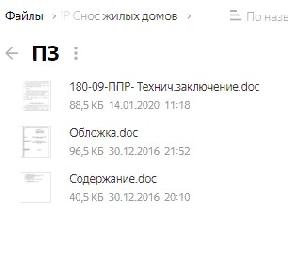 Файлы > ПР Снос жилых домов > По назв
← ПЗ
180-09-ППР- Технич.заключение.doc
88,5 КБ 14.01.2020 11:18
Обложка.doc
96,5 КБ 30.12.2016 21:52
Содержание.doc
40,5 КБ 30.12.2016 20:10